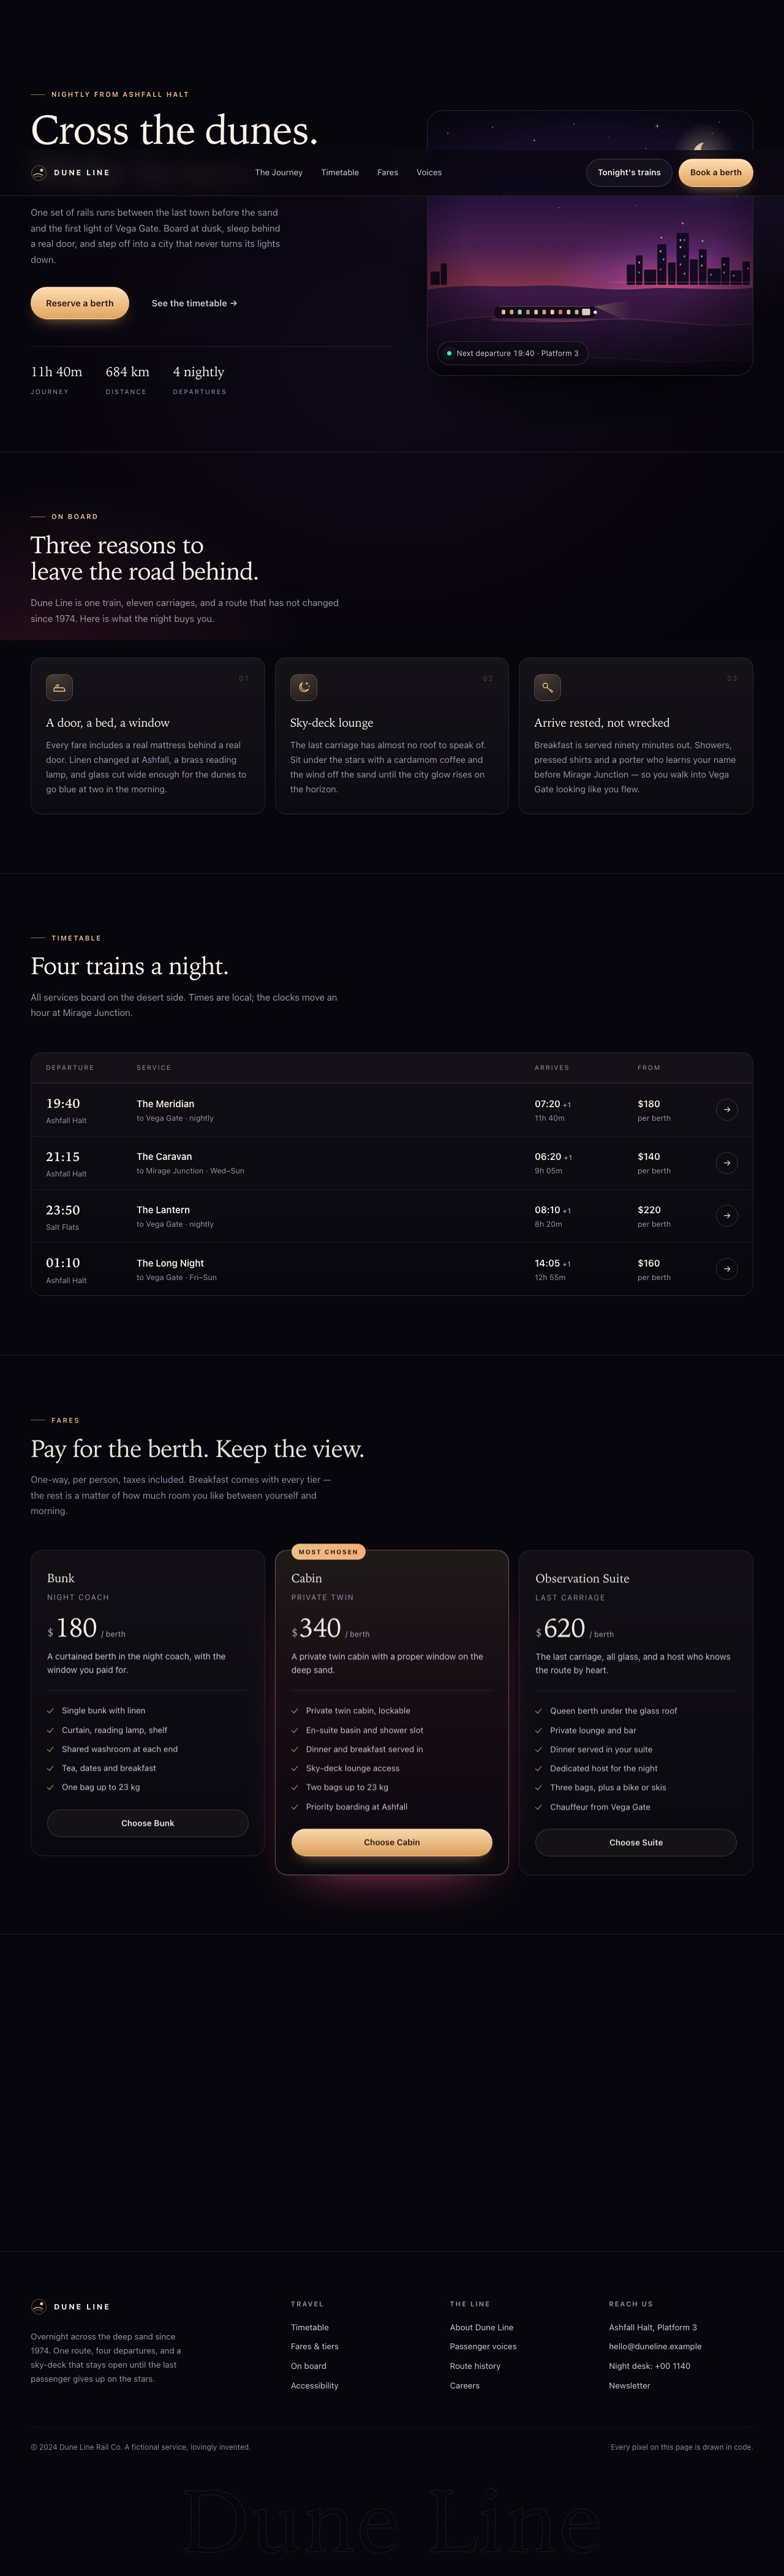 NIGHTLY FROM ASHFALL HALT
Cross the dunes.
DUNE LINE
The Journey
Timetable
Fares
Voices
Tonight's trains
Book a berth
One set of rails runs between the last town before the sand
and the first light of Vega Gate. Board at dusk, sleep behind
a real door, and step off into a city that never turns its lights
down.
Reserve a berth
See the timetable →
11h 40m
JOURNEY
684 km
DISTANCE
4 nightly
DEPARTURES
Next departure 19:40 · Platform 3
ON BOARD
Three reasons to
leave the road behind.
Dune Line is one train, eleven carriages, and a route that has not changed
since 1974. Here is what the night buys you.
01
A door, a bed, a window
Every fare includes a real mattress behind a real
door. Linen changed at Ashfall, a brass reading
lamp, and glass cut wide enough for the dunes to
go blue at two in the morning.
02
Sky-deck lounge
The last carriage has almost no roof to speak of.
Sit under the stars with a cardamom coffee and
the wind off the sand until the city glow rises on
the horizon.
03
Arrive rested, not wrecked
Breakfast is served ninety minutes out. Showers,
pressed shirts and a porter who learns your name
before Mirage Junction — so you walk into Vega
Gate looking like you flew.
TIMETABLE
Four trains a night.
All services board on the desert side. Times are local; the clocks move an
hour at Mirage Junction.
DEPARTURE
SERVICE
ARRIVES
FROM
19:40
Ashfall Halt
The Meridian
to Vega Gate · nightly
07:20 +1
11h 40m
$180
per berth
→
21:15
Ashfall Halt
The Caravan
to Mirage Junction · Wed–Sun
06:20 +1
9h 05m
$140
per berth
→
23:50
Salt Flats
The Lantern
to Vega Gate · nightly
08:10 +1
8h 20m
$220
per berth
→
01:10
Ashfall Halt
The Long Night
to Vega Gate · Fri–Sun
14:05 +1
12h 55m
$160
per berth
→
FARES
Pay for the berth. Keep the view.
One-way, per person, taxes included. Breakfast comes with every tier —
the rest is a matter of how much room you like between yourself and
morning.
Bunk
NIGHT COACH
$180 / berth
A curtained berth in the night coach, with the
window you paid for.
Single bunk with linen
Curtain, reading lamp, shelf
Shared washroom at each end
Tea, dates and breakfast
One bag up to 23 kg
Choose Bunk
MOST CHOSEN
Cabin
PRIVATE TWIN
$340 / berth
A private twin cabin with a proper window on the
deep sand.
Private twin cabin, lockable
En-suite basin and shower slot
Dinner and breakfast served in
Sky-deck lounge access
Two bags up to 23 kg
Priority boarding at Ashfall
Choose Cabin
Observation Suite
LAST CARRIAGE
$620 / berth
The last carriage, all glass, and a host who knows
the route by heart.
Queen berth under the glass roof
Private lounge and bar
Dinner served in your suite
Dedicated host for the night
Three bags, plus a bike or skis
Chauffeur from Vega Gate
Choose Suite
DUNE LINE
Overnight across the deep sand since
1974. One route, four departures, and a
sky-deck that stays open until the last
passenger gives up on the stars.
TRAVEL
Timetable
Fares & tiers
On board
Accessibility
THE LINE
About Dune Line
Passenger voices
Route history
Careers
REACH US
Ashfall Halt, Platform 3
hello@duneline.example
Night desk: +00 1140
Newsletter
© 2024 Dune Line Rail Co. A fictional service, lovingly invented.
Every pixel on this page is drawn in code.
Dune Line